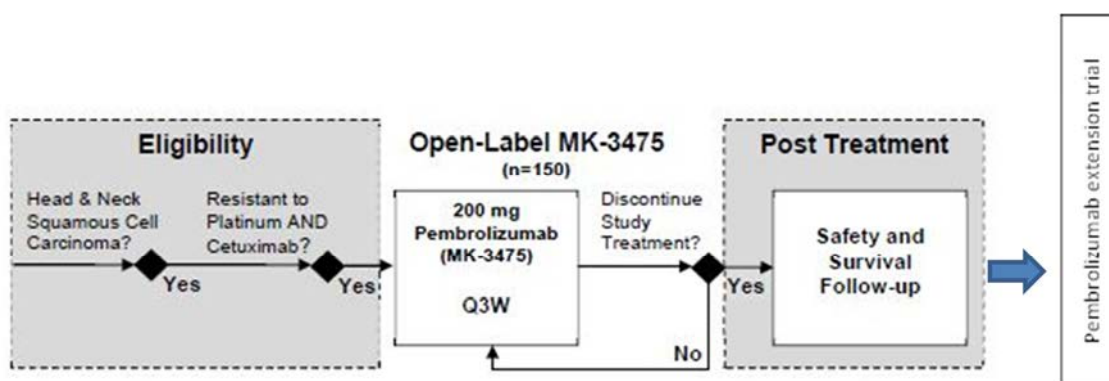 Eligibility
Head & Neck
Squamous Cell
Carcinoma?
Yes
Resistant to
Platinum AND
Cetuximab?
Yes
Open-Label MK-3475
(n=150)
200 mg
Pembrolizumab
(MK-3475)
Q3W
Discontinue
Study
Treatment?
Yes
No
Post Treatment
Safety and
Survival
Follow-up
Pembrolizumab extension trial